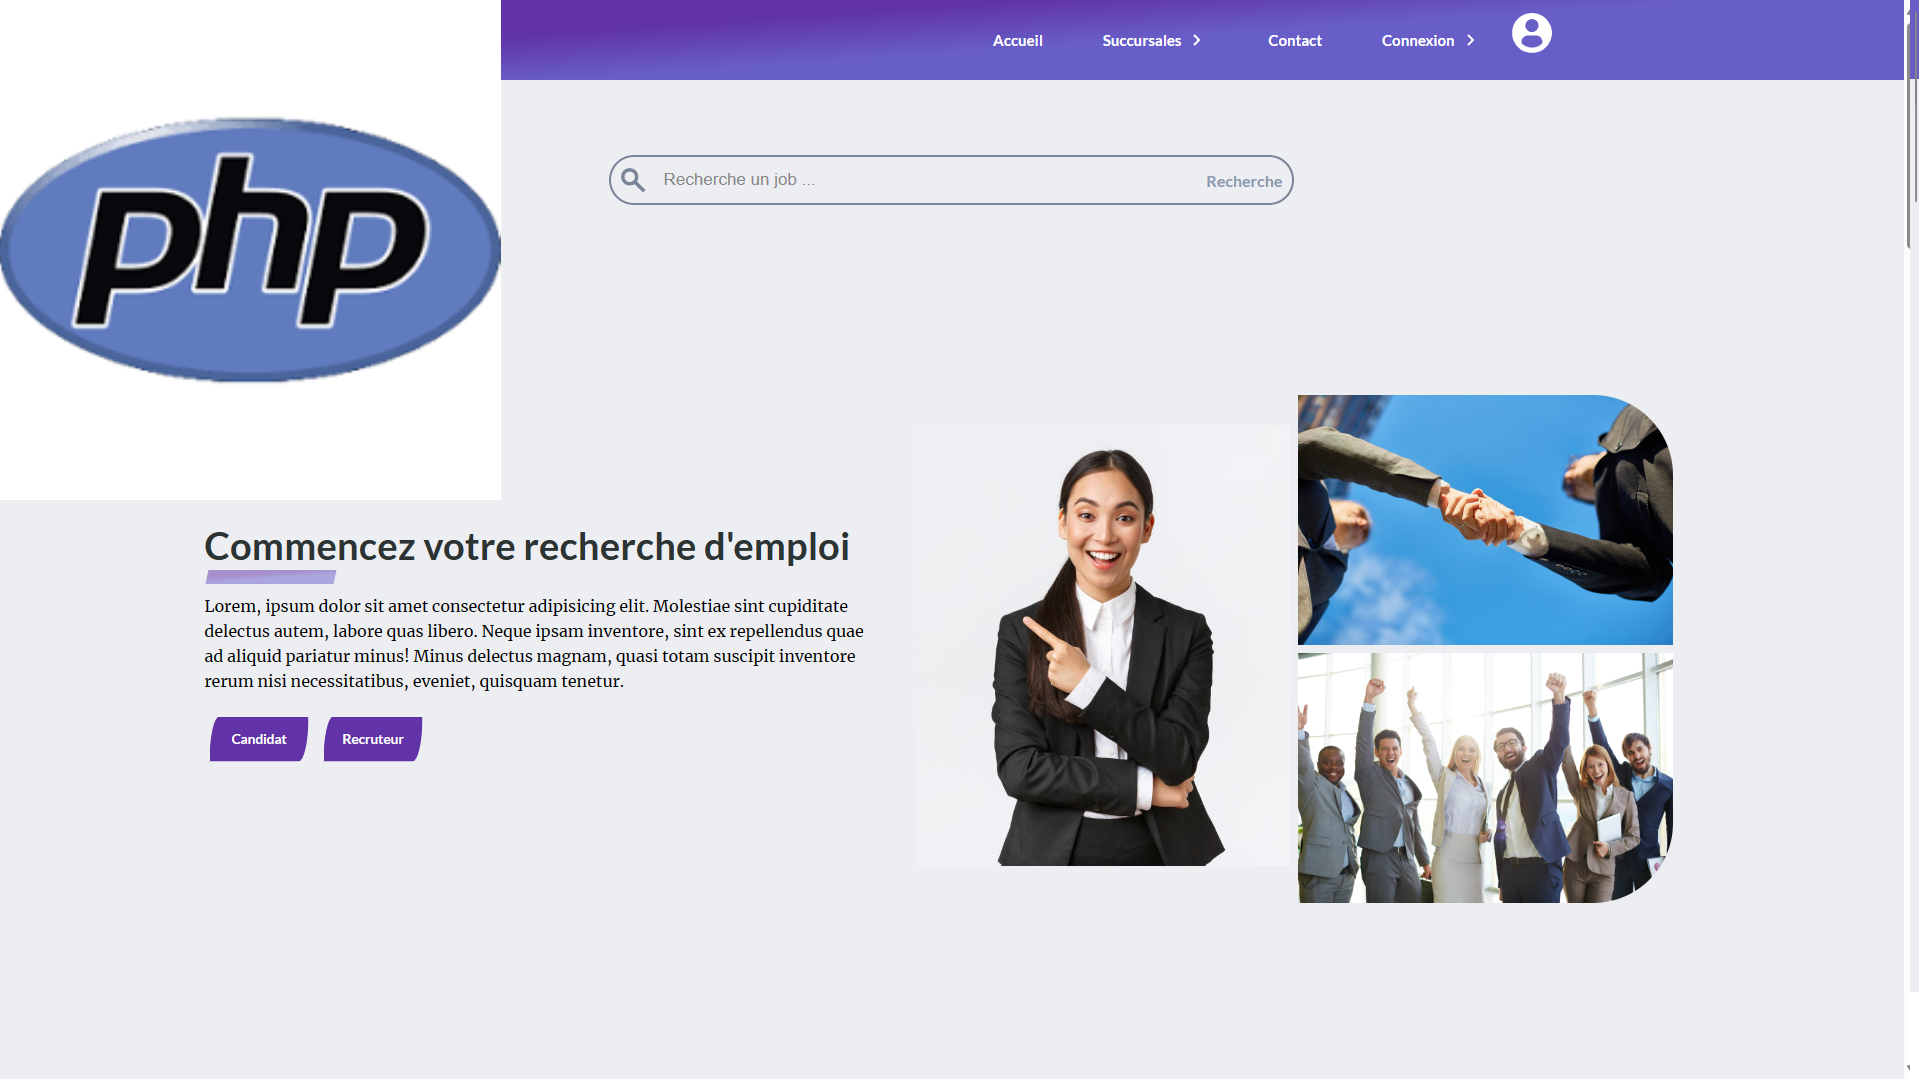 Accueil
Succursales
Contact
Connexion
php
Recherche un job ...
Recherche
Commencez votre recherche d'emploi
Lorem, ipsum dolor sit amet consectetur adipisicing elit. Molestiae sint cupiditate
delectus autem, labore quas libero. Neque ipsam inventore, sint ex repellendus quae
ad aliquid pariatur minus! Minus delectus magnam, quasi totam suscipit inventore
rerum nisi necessitatibus, eveniet, quisquam tenetur.
Candidat
Recruteur